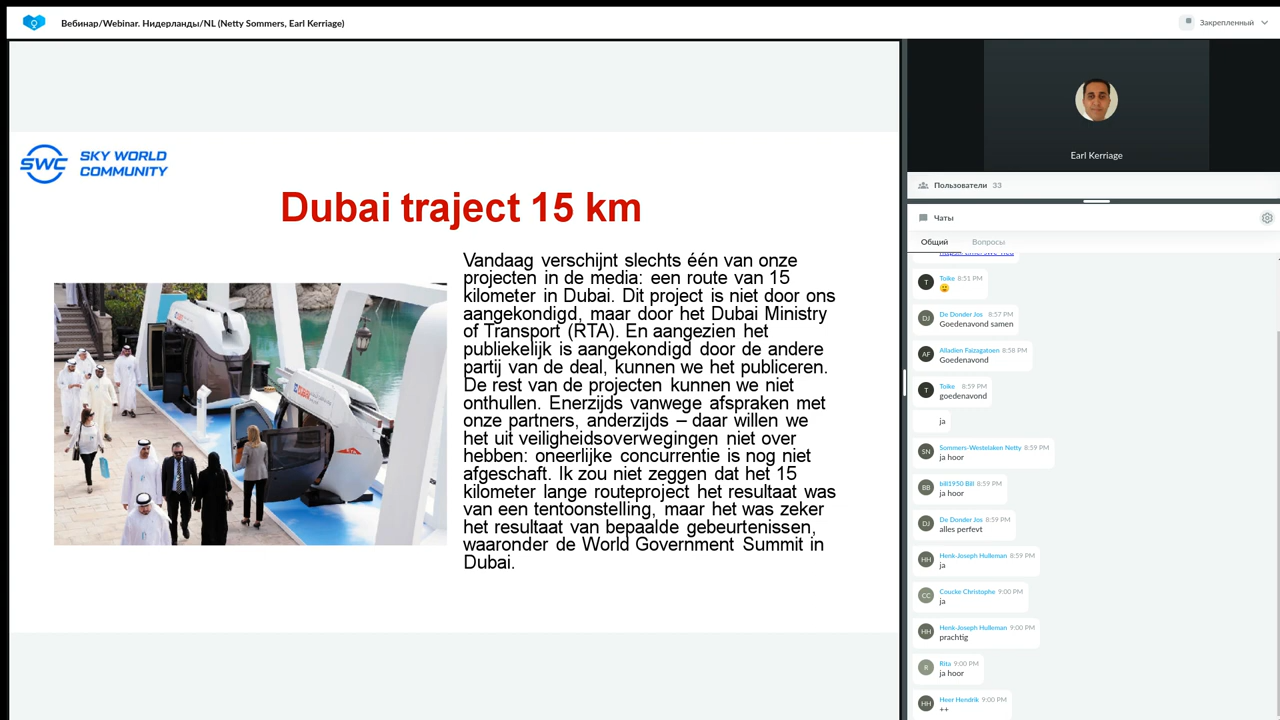 Вебинар/Webinar. Нидерланды/NL (Netty Sommers, Earl Kerriage)
Закрепленный
SWC
SKY WORLD
COMMUNITY
Dubai traject 15 km
Vandaag verschijnt slechts één van onze
projecten in de media: een route van 15
kilometer in Dubai. Dit project is niet door ons
aangekondigd, maar door het Dubai Ministry
of Transport (RTA). En aangezien het
publiekelijk is aangekondigd door de andere
partij van de deal, kunnen we het publiceren.
De rest van de projecten kunnen we niet
onthullen. Enerzijds vanwege afspraken met
onze partners, anderzijds – daar willen we
het uit veiligheidsoverwegingen niet over
hebben: oneerlijke concurrentie is nog niet
afgeschaft. Ik zou niet zeggen dat het 15
kilometer lange routeproject het resultaat was
van een tentoonstelling, maar het was zeker
het resultaat van bepaalde gebeurtenissen,
waaronder de World Government Summit in
Dubai.
Earl Kerriage
Пользователи 33
Чаты
Общий Вопросы
T Toike 8:51 PM
DJ De Donder Jos 8:57 PM
Goedenavond samen
AF Alladien Faizagatoen 8:58 PM
Goedenavond
T Toike 8:59 PM
goedenavond
ja
SN Sommers-Westelaken Netty 8:59 PM
ja hoor
BB bill1950 Bill 8:59 PM
ja hoor
DJ De Donder Jos 8:59 PM
alles perfevt
HH Henk-Joseph Hulleman 8:59 PM
ja
CC Coucke Christophe 9:00 PM
ja
HH Henk-Joseph Hulleman 9:00 PM
prachtig
R Rita 9:00 PM
ja hoor
HH Heer Hendrik 9:00 PM
++